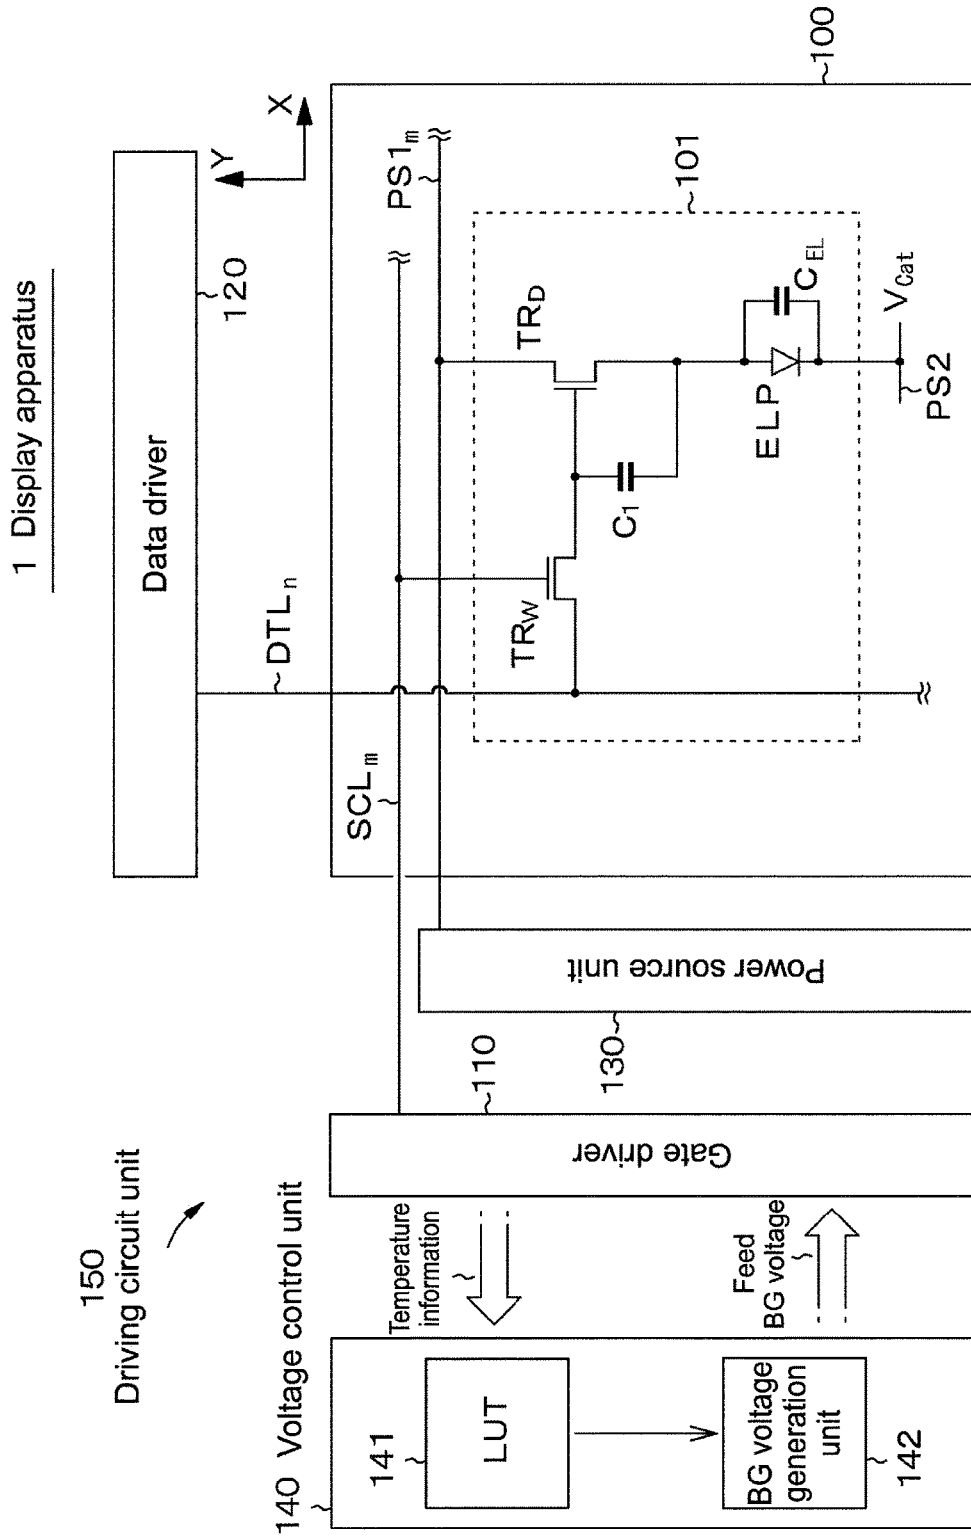 1 Display apparatus
150
Driving circuit unit
140 Voltage control unit
141
LUT
BG voltage
generation
unit
142
Temperature
information
Feed
BG voltage
110
Gate driver
130
Power source unit
Data driver
120
Y
X
DTLn
SCLm
PS1m
100
101
TRW
TRD
C1
ELP
CEL
VCat
PS2